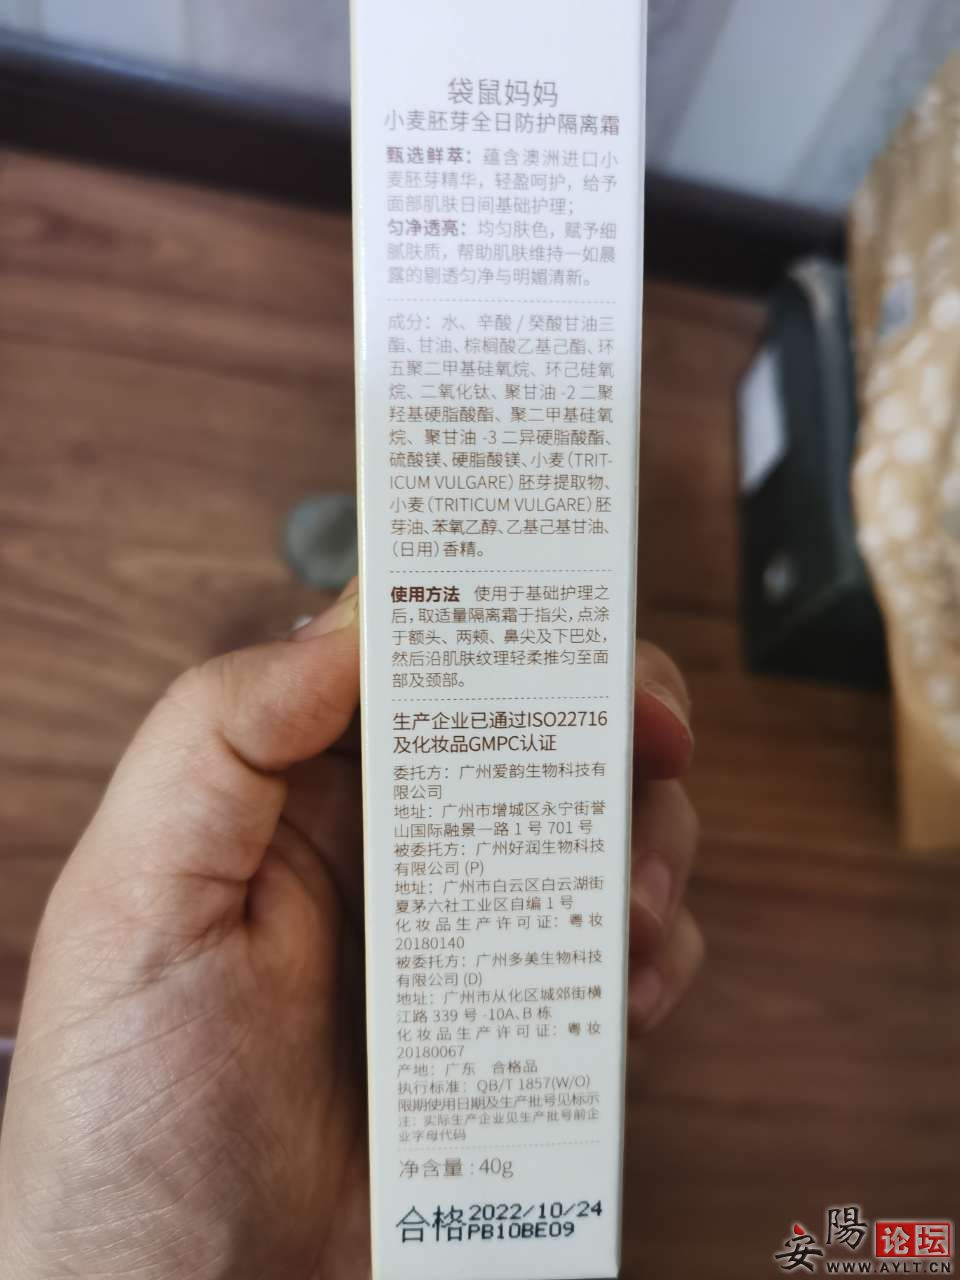 袋鼠妈妈
小麦胚芽全日防护隔离霜
甄选鲜萃：蕴含澳洲进口小
麦胚芽精华，轻盈呵护，给予
面部肌肤日间基础护理；
匀净透亮：均匀肤色，赋予细
腻肤质，帮助肌肤维持一如晨
露的剔透匀净与明媚清新。
成分：水、辛酸 / 癸酸甘油三
酯、甘油、棕榈酸乙基己酯、环
五聚二甲基硅氧烷、环己硅氧
烷、二氧化钛、聚甘油 -2 二聚
羟基硬脂酸酯、聚二甲基硅氧
烷、聚甘油 -3 二异硬脂酸酯、
硫酸镁、硬脂酸镁、小麦（TRIT-
ICUM VULGARE）胚芽提取物、
小麦（TRITICUM VULGARE）胚
芽油、苯氧乙醇、乙基己基甘油、
（日用）香精。
使用方法 使用于基础护理之
后，取适量隔离霜于指尖，点涂
于额头、两颊、鼻尖及下巴处，
然后沿肌肤纹理轻柔推匀至面
部及颈部。
生产企业已通过ISO22716
及化妆品GMPC认证
委托方：广州爱韵生物科技有
限公司
地址：广州市增城区永宁街誉
山国际融景一路 1 号 701 号
被委托方：广州好润生物科技
有限公司 (P)
地址：广州市白云区白云湖街
夏茅六社工业区自编 1 号
化妆品生产许可证：粤妆
20180140
被委托方：广州多美生物科技
有限公司 (D)
地址：广州市从化区城郊街横
江路 339 号 -10A、B 栋
化妆品生产许可证：粤妆
20180067
产地：广东 合格品
执行标准：QB/T 1857(W/O)
限期使用日期及生产批号见标示
注：实际生产企业见生产批号前企
业字母代码
净含量 : 40g
合格 2022/10/24
PB10BE09
安陽论坛
WWW.AYLT.CN